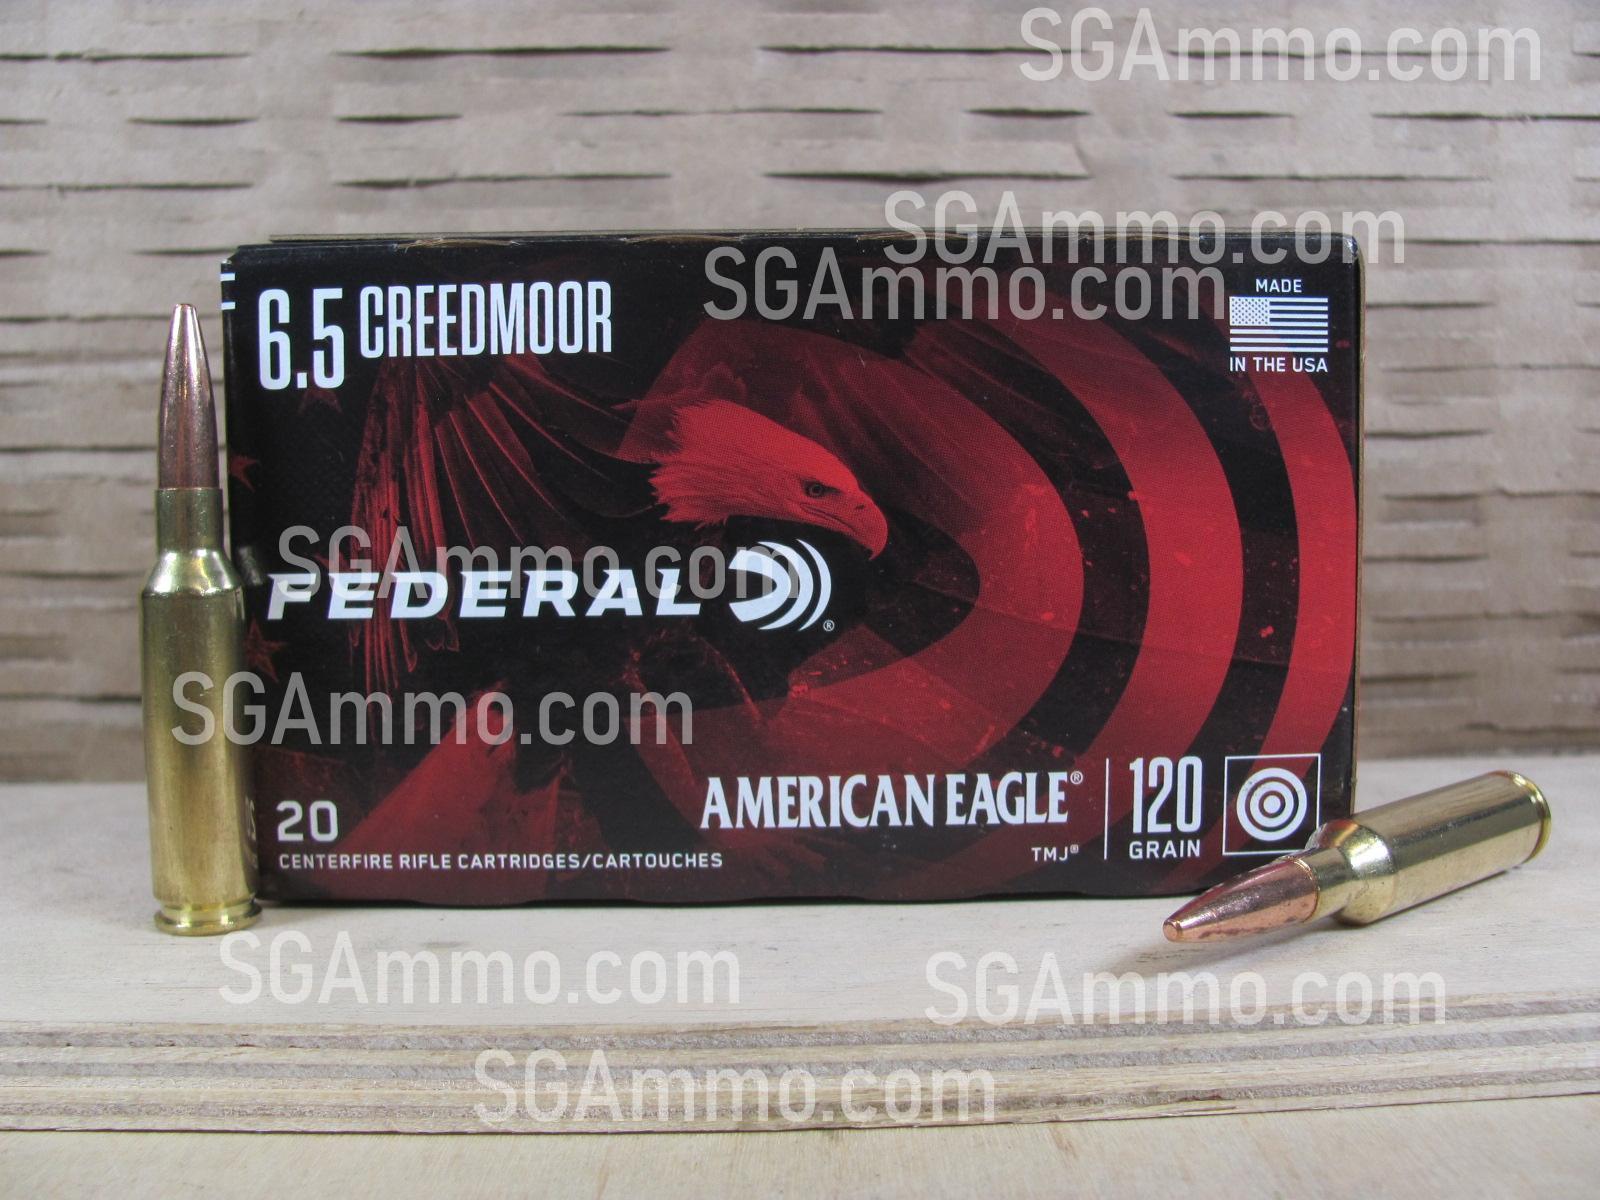 SGAmmo.com
SGAmmo.com
SGAmmo.com
6.5 CREEDMOOR
MADE
IN THE USA
SGAmmo.com
FEDERAL®
SGAmmo.com
AMERICAN EAGLE®
TMJ®
120
GRAIN
20
CENTERFIRE RIFLE CARTRIDGES/CARTOUCHES
SGAmmo.com
SGAmmo.com
SGAmmo.com